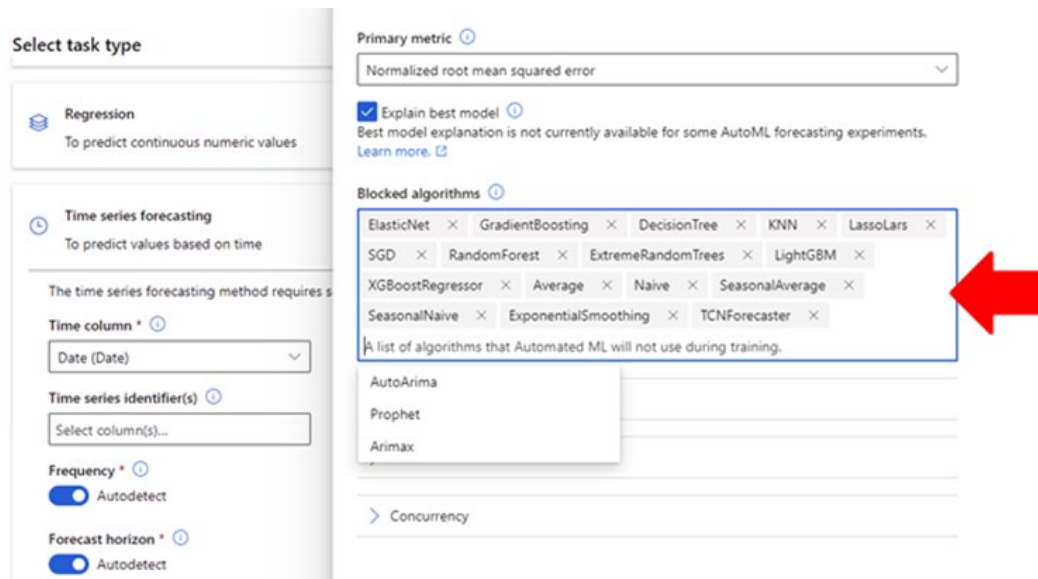 Select task type
Regression
To predict continuous numeric values
Time series forecasting
To predict values based on time
The time series forecasting method requires s
Time column *
Date (Date)
Time series identifier(s)
Select column(s)...
Frequency *
Autodetect
Forecast horizon *
Autodetect
Primary metric
Normalized root mean squared error
Explain best model
Best model explanation is not currently available for some AutoML forecasting experiments.
Learn more.
Blocked algorithms
ElasticNet × GradientBoosting × DecisionTree × KNN × LassoLars ×
SGD × RandomForest × ExtremeRandomTrees × LightGBM ×
XGBoostRegressor × Average × Naive × SeasonalAverage ×
SeasonalNaive × ExponentialSmoothing × TCNForecaster ×
A list of algorithms that Automated ML will not use during training.
AutoArima
Prophet
Arimax
Concurrency